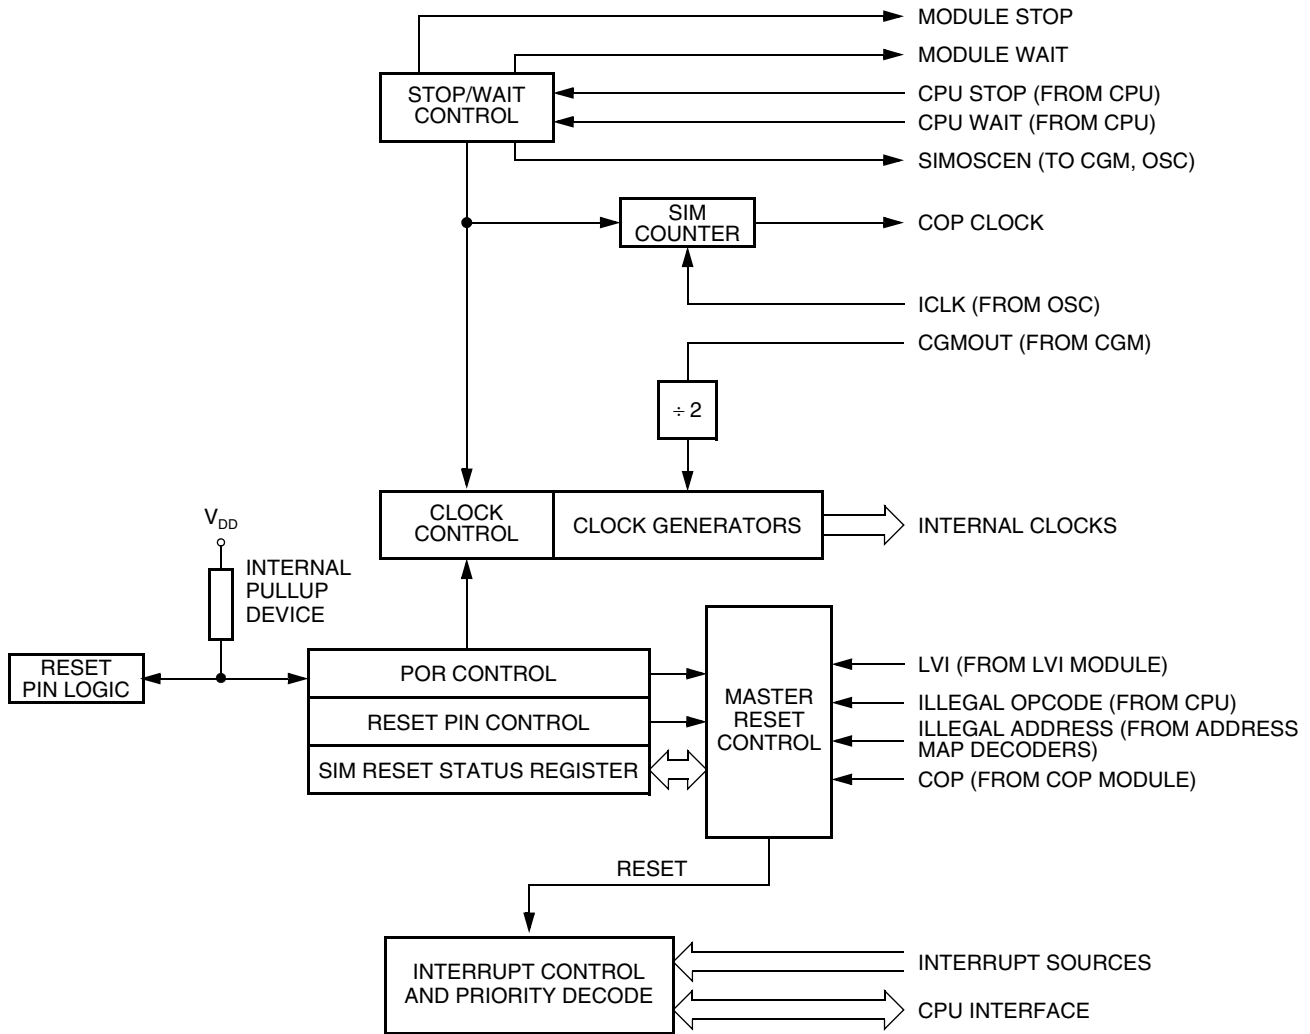 MODULE STOP
MODULE WAIT
STOP/WAIT
CONTROL
CPU STOP (FROM CPU)
CPU WAIT (FROM CPU)
SIMOSCEN (TO CGM, OSC)
SIM
COUNTER
COP CLOCK
ICLK (FROM OSC)
CGMOUT (FROM CGM)
÷ 2
CLOCK
CONTROL
CLOCK GENERATORS
INTERNAL CLOCKS
VDD
INTERNAL
PULLUP
DEVICE
RESET
PIN LOGIC
POR CONTROL
RESET PIN CONTROL
SIM RESET STATUS REGISTER
MASTER
RESET
CONTROL
LVI (FROM LVI MODULE)
ILLEGAL OPCODE (FROM CPU)
ILLEGAL ADDRESS (FROM ADDRESS
MAP DECODERS)
COP (FROM COP MODULE)
RESET
INTERRUPT CONTROL
AND PRIORITY DECODE
INTERRUPT SOURCES
CPU INTERFACE